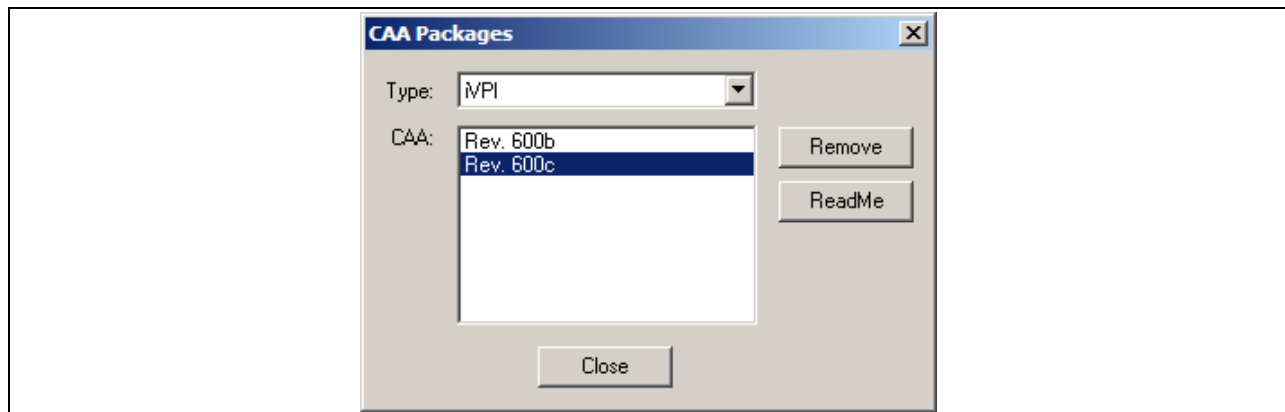 CAA Packages
Type: iVPI
CAA: Rev. 600b
Rev. 600c
Remove
ReadMe
Close